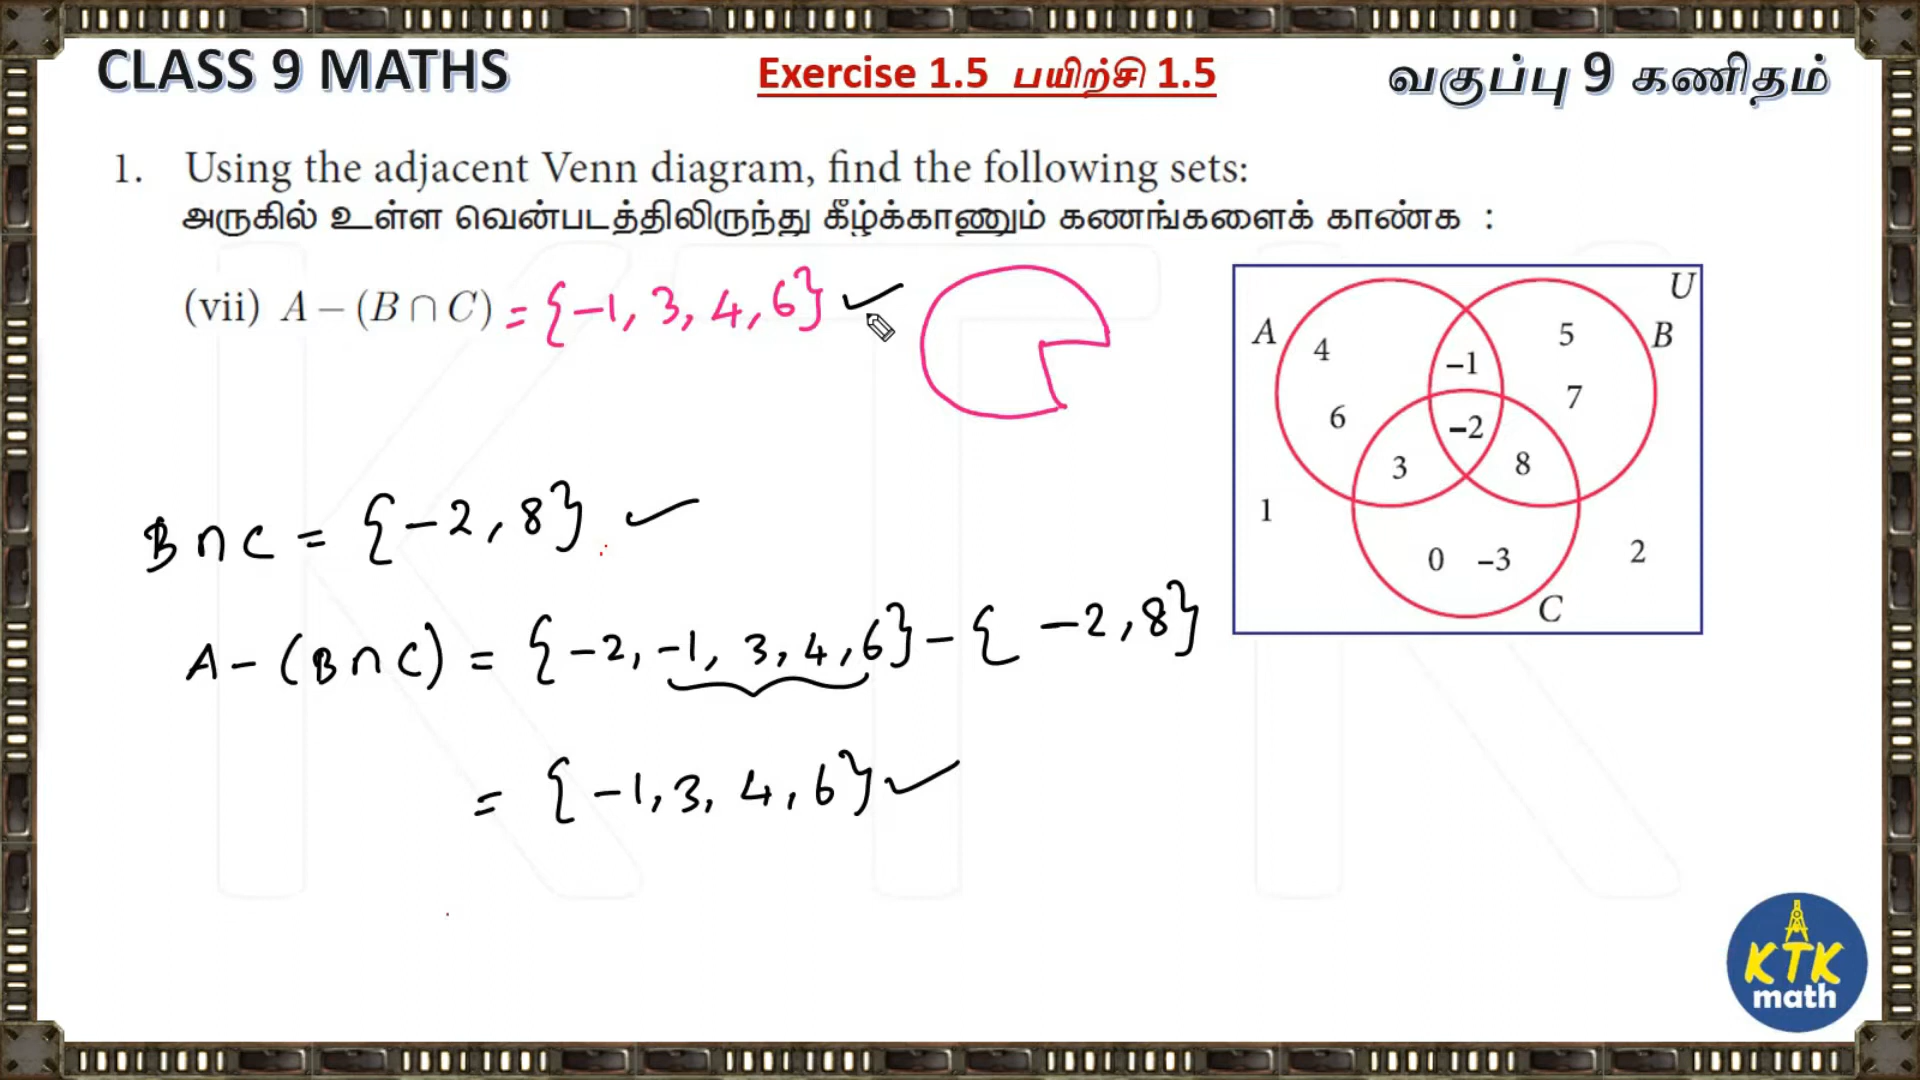 CLASS 9 MATHS
Exercise 1.5 பயிற்சி 1.5
வகுப்பு 9 கணிதம்
1. Using the adjacent Venn diagram, find the following sets:
அருகில் உள்ள வென்படத்திலிருந்து கீழ்க்காணும் கணங்களைக் காண்க :
(vii) A – (B ∩ C) = {-1, 3, 4, 6} ✓
U
A
B
4
5
-1
7
6
-2
3
8
1
0 -3
2
C
B ∩ C = {-2, 8} ✓
A - (B ∩ C) = {-2, -1, 3, 4, 6} - {-2, 8}
= {-1, 3, 4, 6} ✓
KTK
math